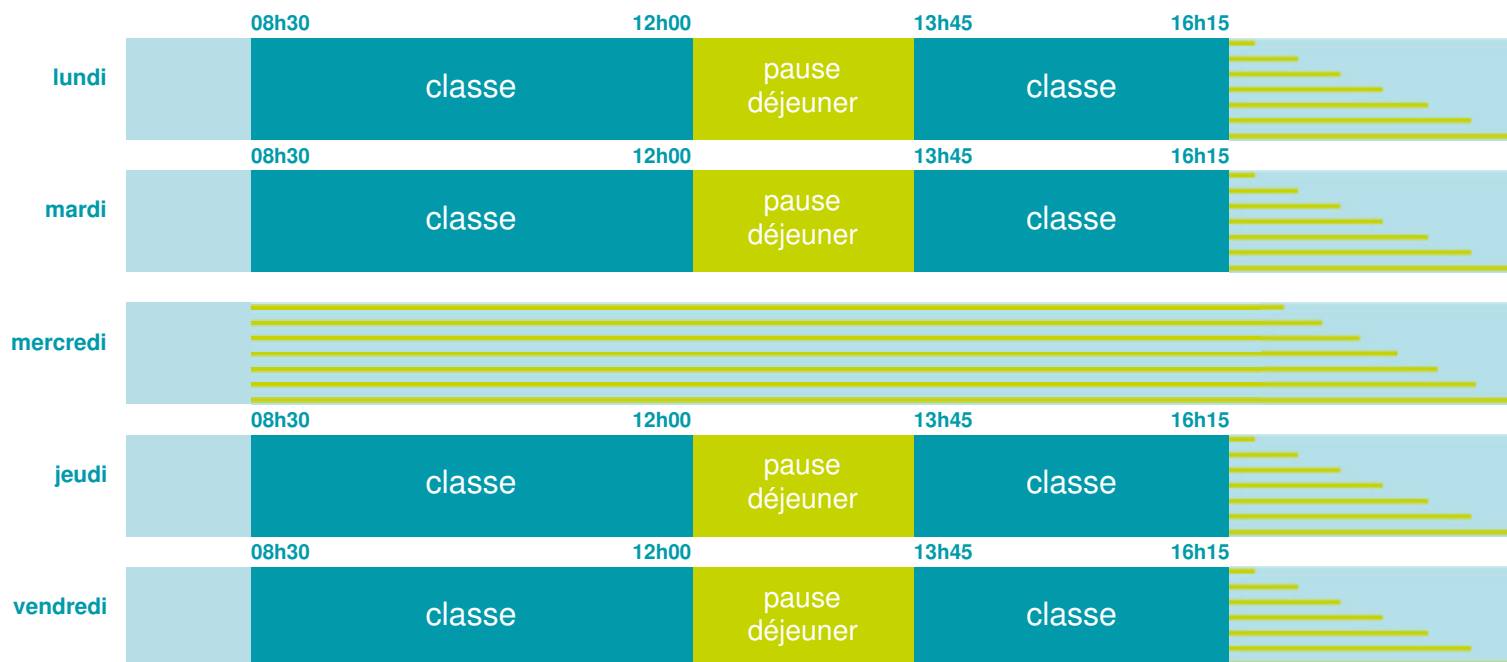 08h30 12h00 13h45 16h15
lundi classe pause déjeuner classe
08h30 12h00 13h45 16h15
mardi classe pause déjeuner classe
mercredi
08h30 12h00 13h45 16h15
jeudi classe pause déjeuner classe
08h30 12h00 13h45 16h15
vendredi classe pause déjeuner classe